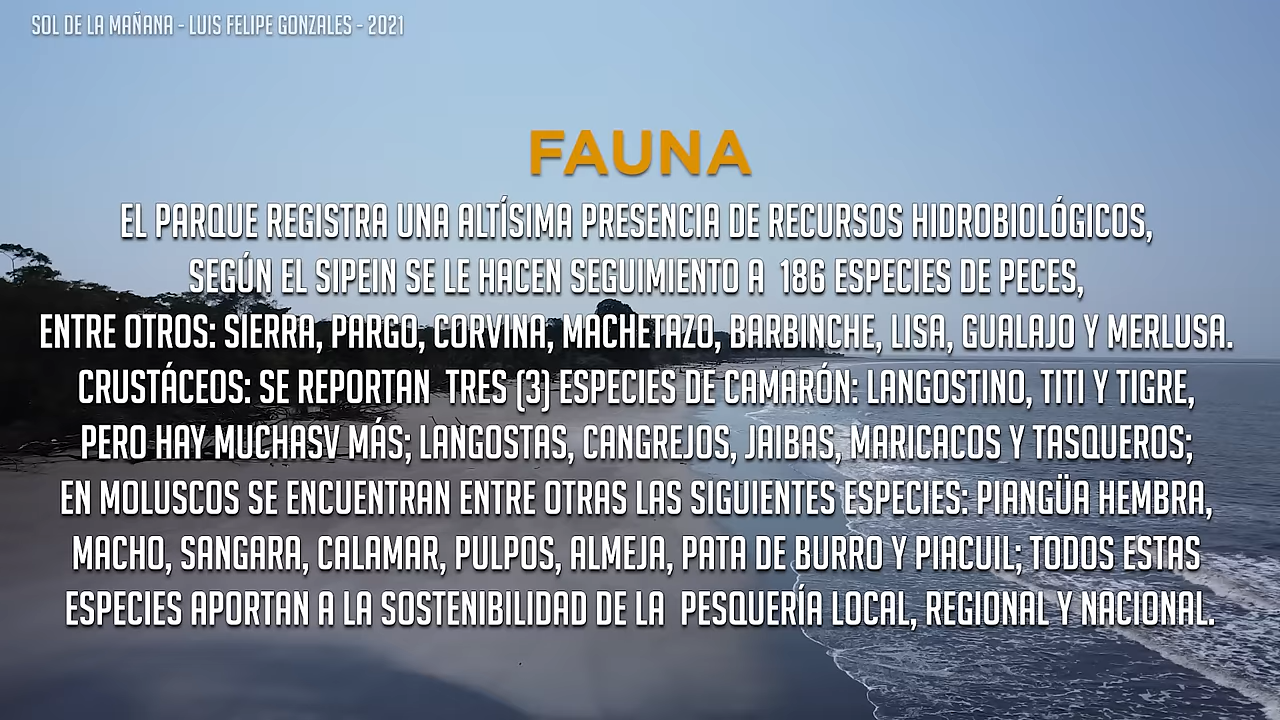 SOL DE LA MAÑANA - LUIS FELIPE GONZALES - 2021
FAUNA
EL PARQUE REGISTRA UNA ALTÍSIMA PRESENCIA DE RECURSOS HIDROBIOLÓGICOS,
SEGÚN EL SIPEIN SE LE HACEN SEGUIMIENTO A 186 ESPECIES DE PECES,
ENTRE OTROS: SIERRA, PARGO, CORVINA, MACHETAZO, BARBINCHE, LISA, GUALAJO Y MERLUSA.
CRUSTÁCEOS: SE REPORTAN TRES (3) ESPECIES DE CAMARÓN: LANGOSTINO, TITI Y TIGRE,
PERO HAY MUCHASV MÁS; LANGOSTAS, CANGREJOS, JAIBAS, MARICACOS Y TASQUEROS;
EN MOLUSCOS SE ENCUENTRAN ENTRE OTRAS LAS SIGUIENTES ESPECIES: PIANGÜA HEMBRA,
MACHO, SANGARA, CALAMAR, PULPOS, ALMEJA, PATA DE BURRO Y PIACUIL; TODOS ESTAS
ESPECIES APORTAN A LA SOSTENIBILIDAD DE LA PESQUERÍA LOCAL, REGIONAL Y NACIONAL.